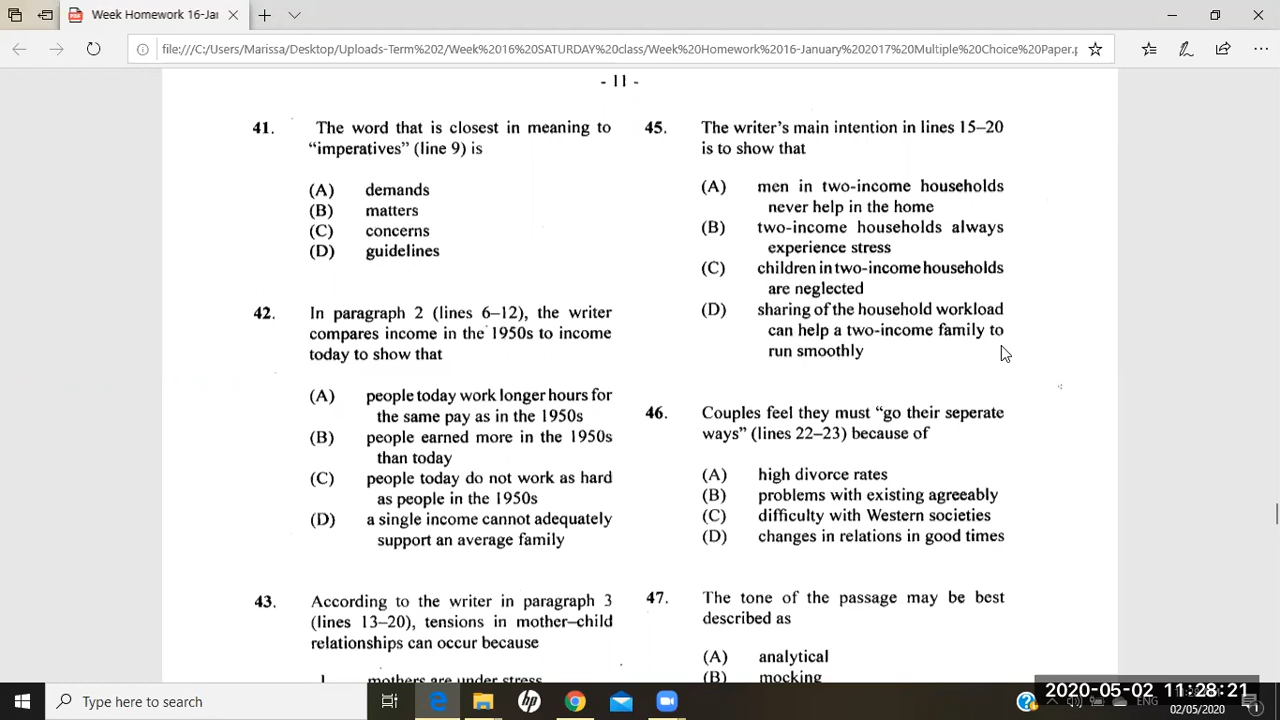 Week Homework 16-Jan
file:///C:/Users/Marissa/Desktop/Uploads-Term%202/Week%2016%20SATURDAY%20class/Week%20Homework%2016-January%202017%20Multiple%20Choice%20Paper.p
- 11 -
41. The word that is closest in meaning to
"imperatives" (line 9) is
(A) demands
(B) matters
(C) concerns
(D) guidelines
42. In paragraph 2 (lines 6–12), the writer
compares income in the 1950s to income
today to show that
(A) people today work longer hours for
the same pay as in the 1950s
(B) people earned more in the 1950s
than today
(C) people today do not work as hard
as people in the 1950s
(D) a single income cannot adequately
support an average family
43. According to the writer in paragraph 3
(lines 13–20), tensions in mother–child
relationships can occur because
I. mothers are under stress
45. The writer's main intention in lines 15–20
is to show that
(A) men in two-income households
never help in the home
(B) two-income households always
experience stress
(C) children in two-income households
are neglected
(D) sharing of the household workload
can help a two-income family to
run smoothly
46. Couples feel they must "go their seperate
ways" (lines 22–23) because of
(A) high divorce rates
(B) problems with existing agreeably
(C) difficulty with Western societies
(D) changes in relations in good times
47. The tone of the passage may be best
described as
(A) analytical
(B) mocking
Type here to search
ENG
2020-05-02 11:28:21
02/05/2020